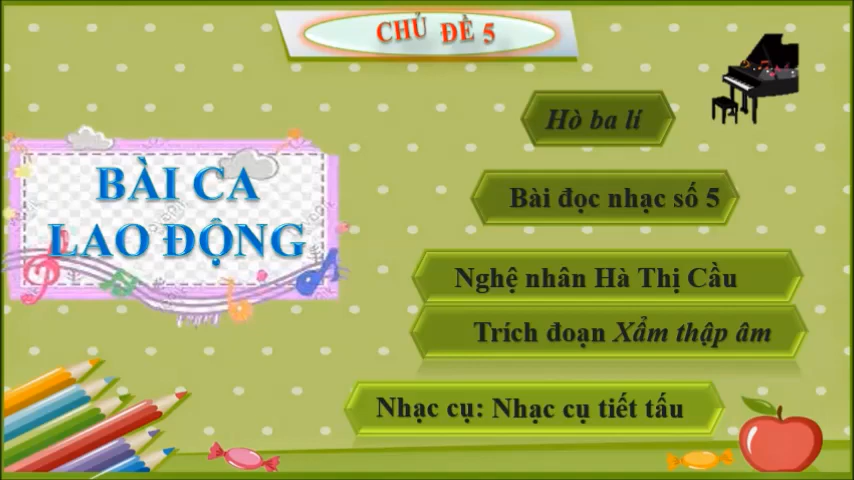 CHỦ ĐỀ 5
BÀI CA
LAO ĐỘNG
Hò ba lí
Bài đọc nhạc số 5
Nghệ nhân Hà Thị Cầu
Trích đoạn Xẩm thập âm
Nhạc cụ: Nhạc cụ tiết tấu